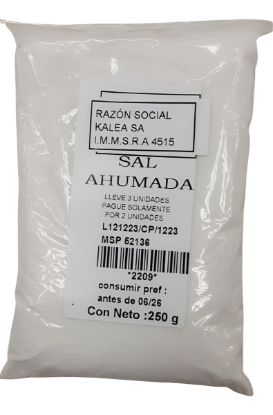 RAZÓN SOCIAL
KALEA SA
I.M.M.S.R.A 4515
SAL
AHUMADA
LLEVE 3 UNIDADES
PAGUE SOLAMENTE
POR 2 UNIDADES
L121223/CP/1223
MSP 52136
*2209*
consumir pref :
antes de 06/26
Con Neto :250 g